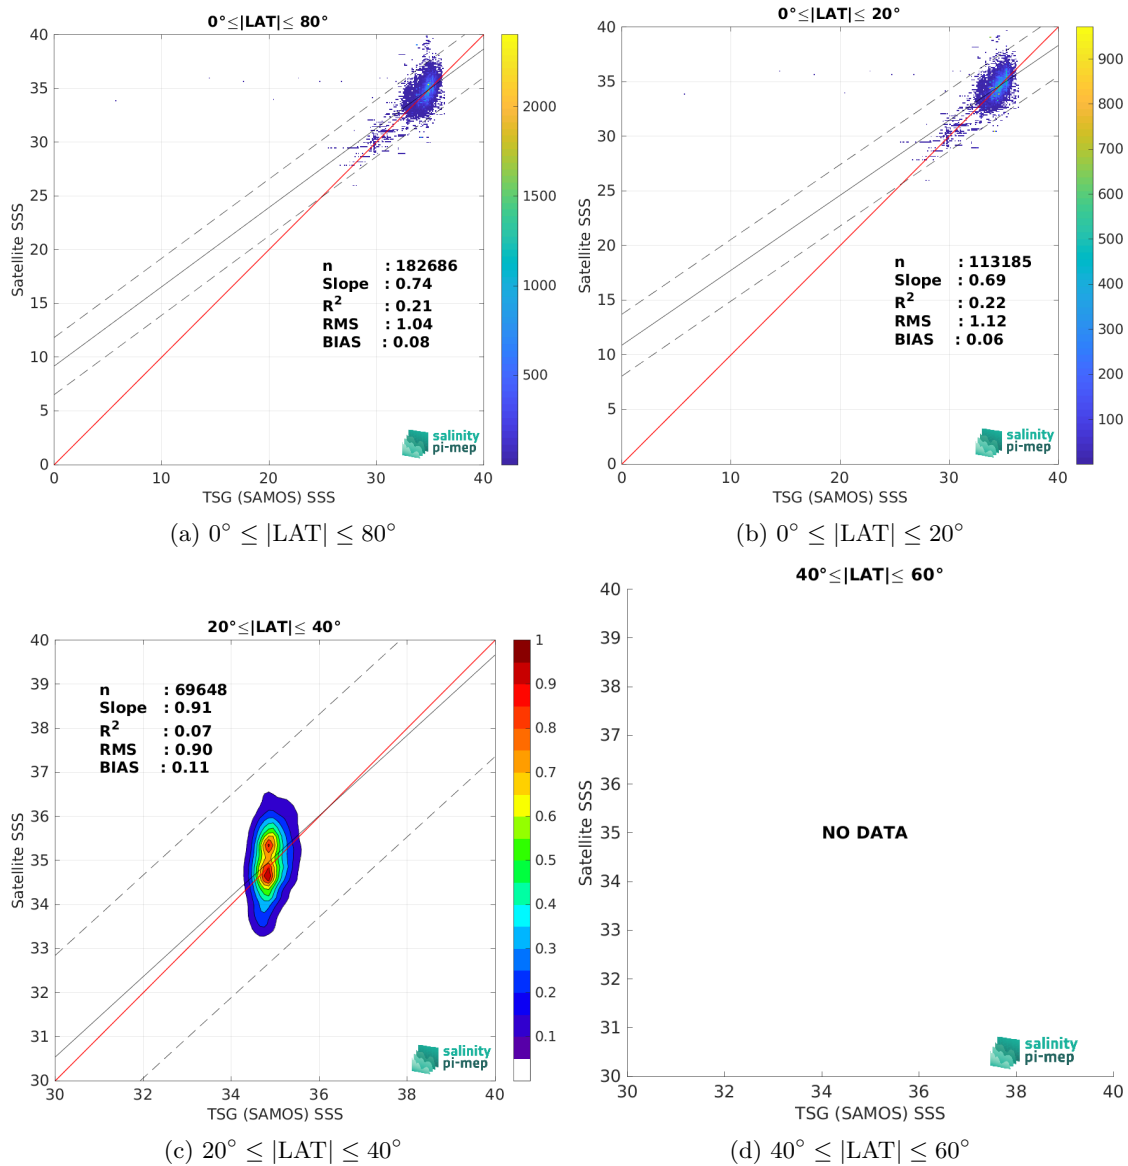 0°≤|LAT|≤ 80°
40
35
30
25
20
15
10
5
0
Satellite SSS
n : 182686
Slope : 0.74
R² : 0.21
RMS : 1.04
BIAS : 0.08
salinity
pi-mep
0 10 20 30 40
TSG (SAMOS) SSS
2000
1500
1000
500
(a) 0° ≤ |LAT| ≤ 80°
0°≤|LAT|≤ 20°
40
35
30
25
20
15
10
5
0
Satellite SSS
n : 113185
Slope : 0.69
R² : 0.22
RMS : 1.12
BIAS : 0.06
salinity
pi-mep
0 10 20 30 40
TSG (SAMOS) SSS
900
800
700
600
500
400
300
200
100
(b) 0° ≤ |LAT| ≤ 20°
20°≤|LAT|≤ 40°
40
39
38
37
36
35
34
33
32
31
30
Satellite SSS
n : 69648
Slope : 0.91
R² : 0.07
RMS : 0.90
BIAS : 0.11
salinity
pi-mep
30 32 34 36 38 40
TSG (SAMOS) SSS
1
0.9
0.8
0.7
0.6
0.5
0.4
0.3
0.2
0.1
(c) 20° ≤ |LAT| ≤ 40°
40°≤|LAT|≤ 60°
40
39
38
37
36
35
34
33
32
31
30
Satellite SSS
NO DATA
salinity
pi-mep
30 32 34 36 38 40
TSG (SAMOS) SSS
(d) 40° ≤ |LAT| ≤ 60°